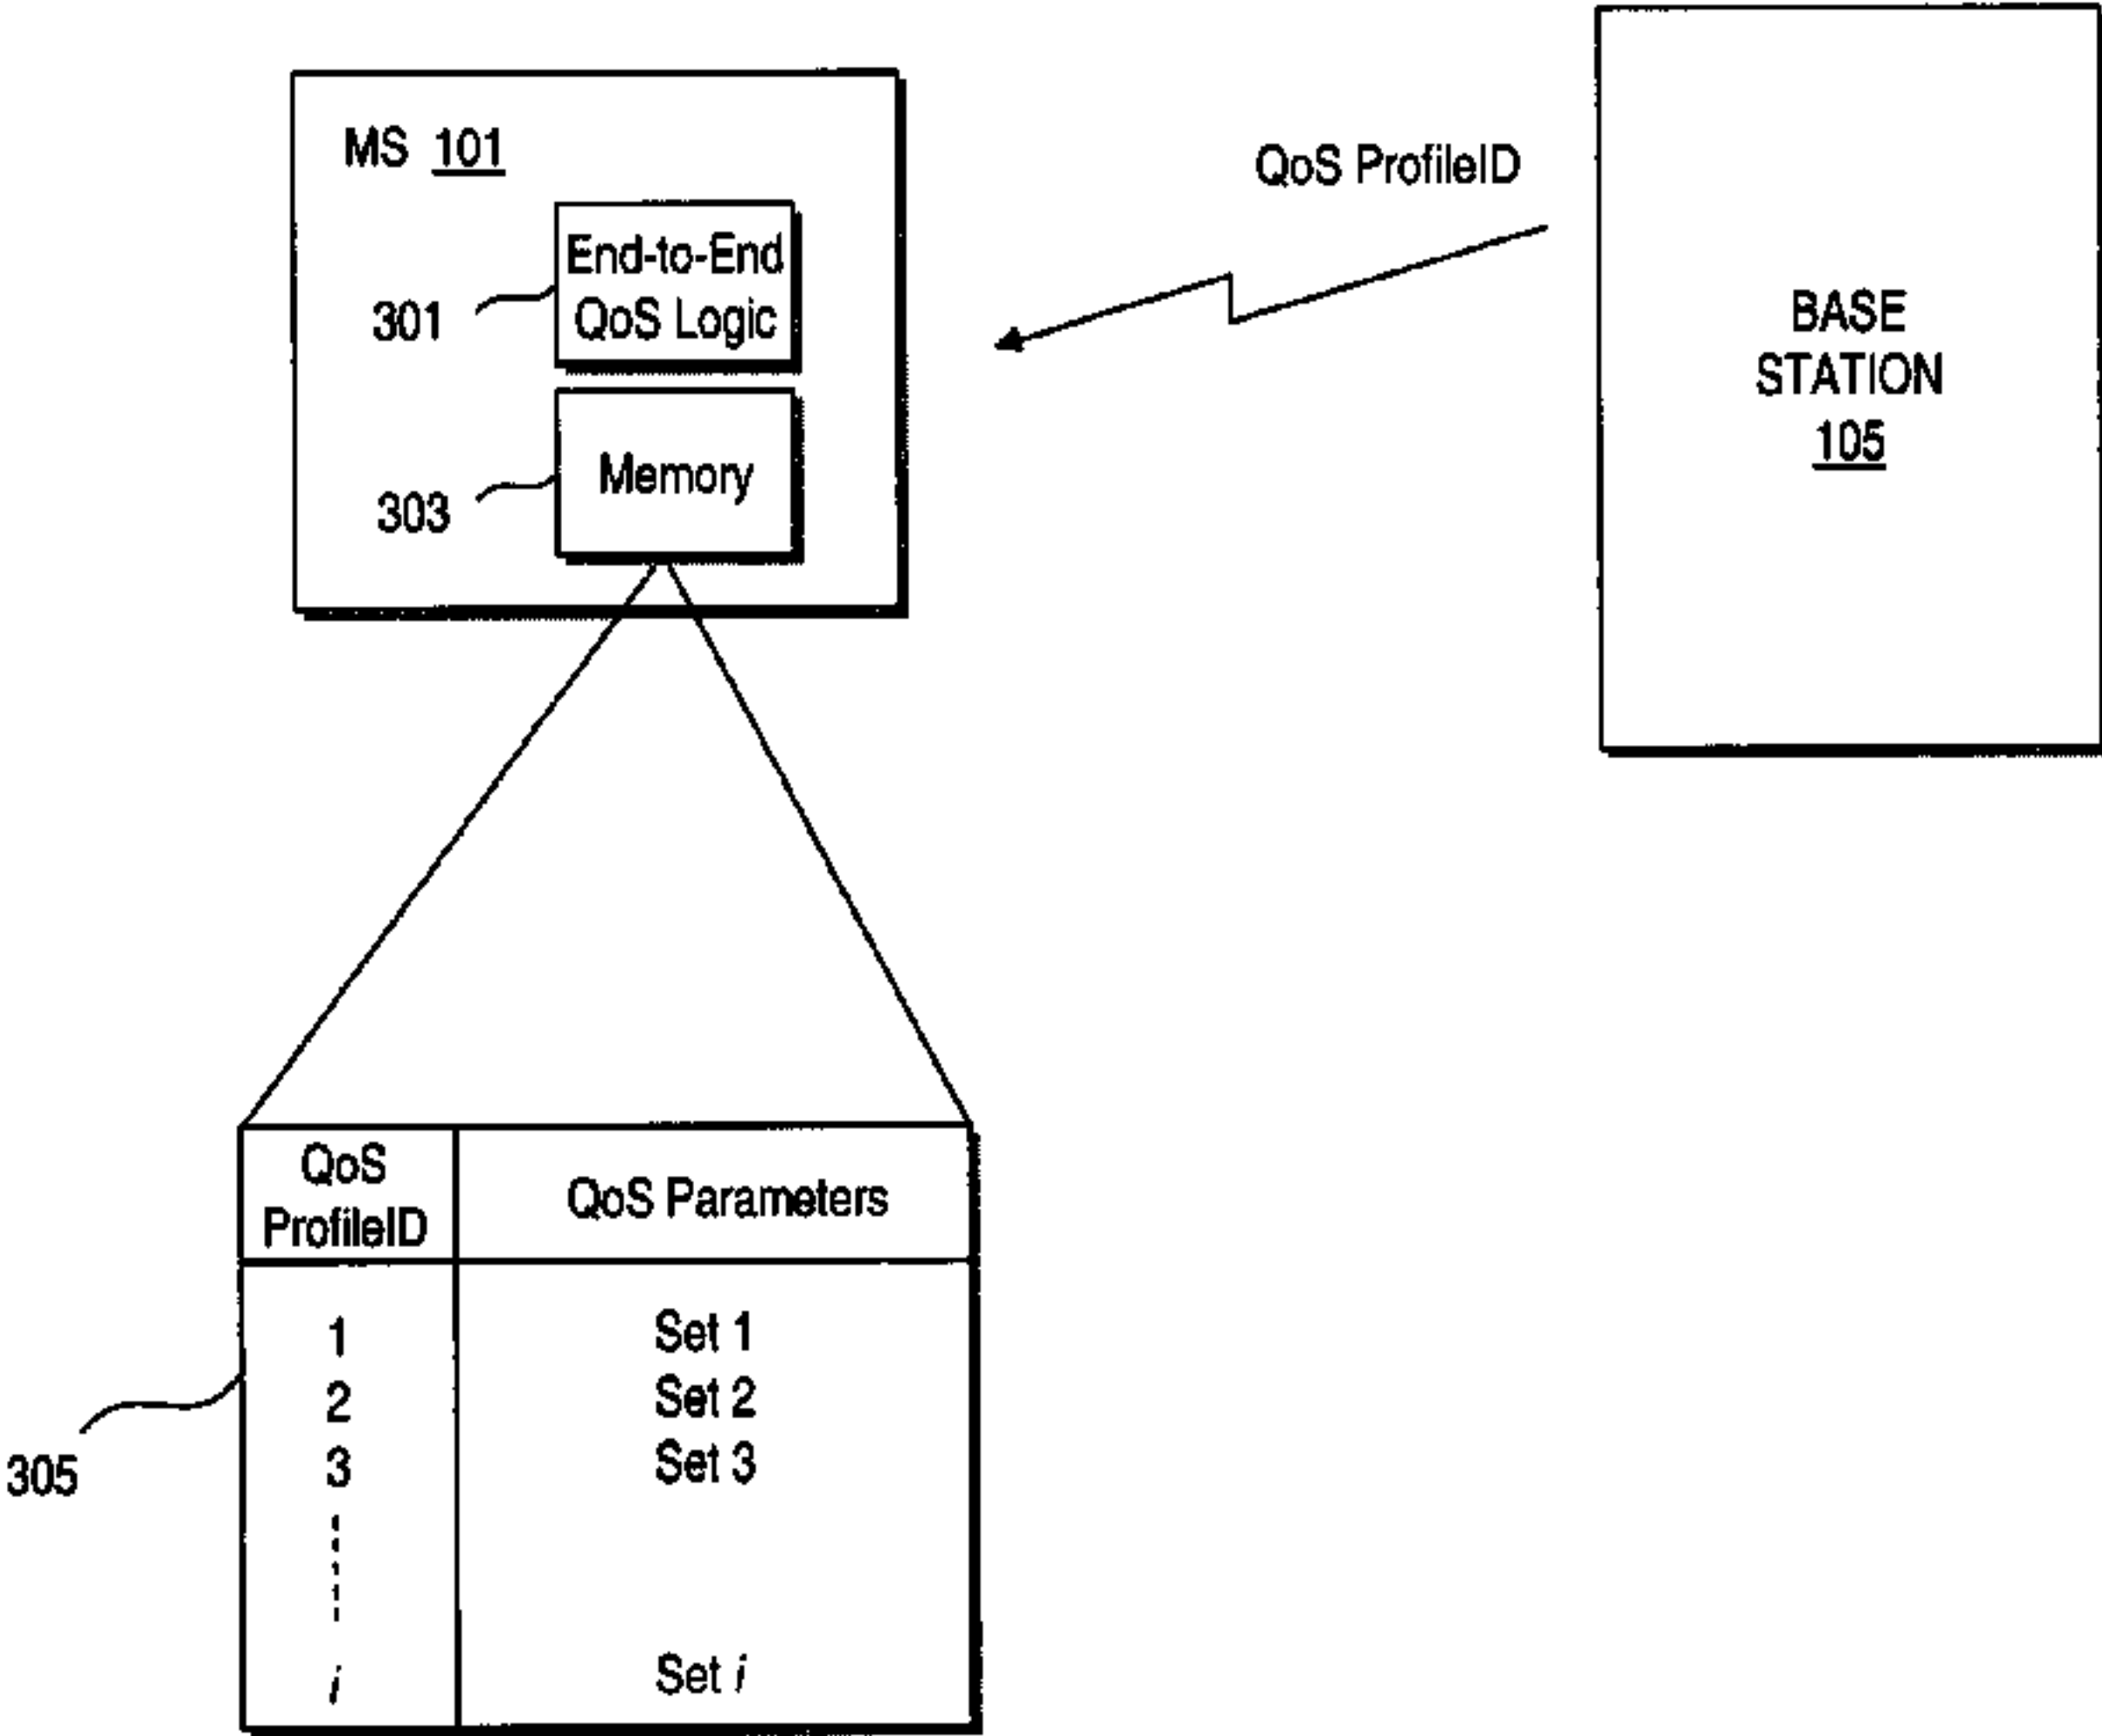 MS 101
End-to-End
QoS Logic
301
Memory
303
QoS ProfileID
BASE
STATION
105
QoS
ProfileID
QoS Parameters
1 Set 1
2 Set 2
3 Set 3
i Set i
305